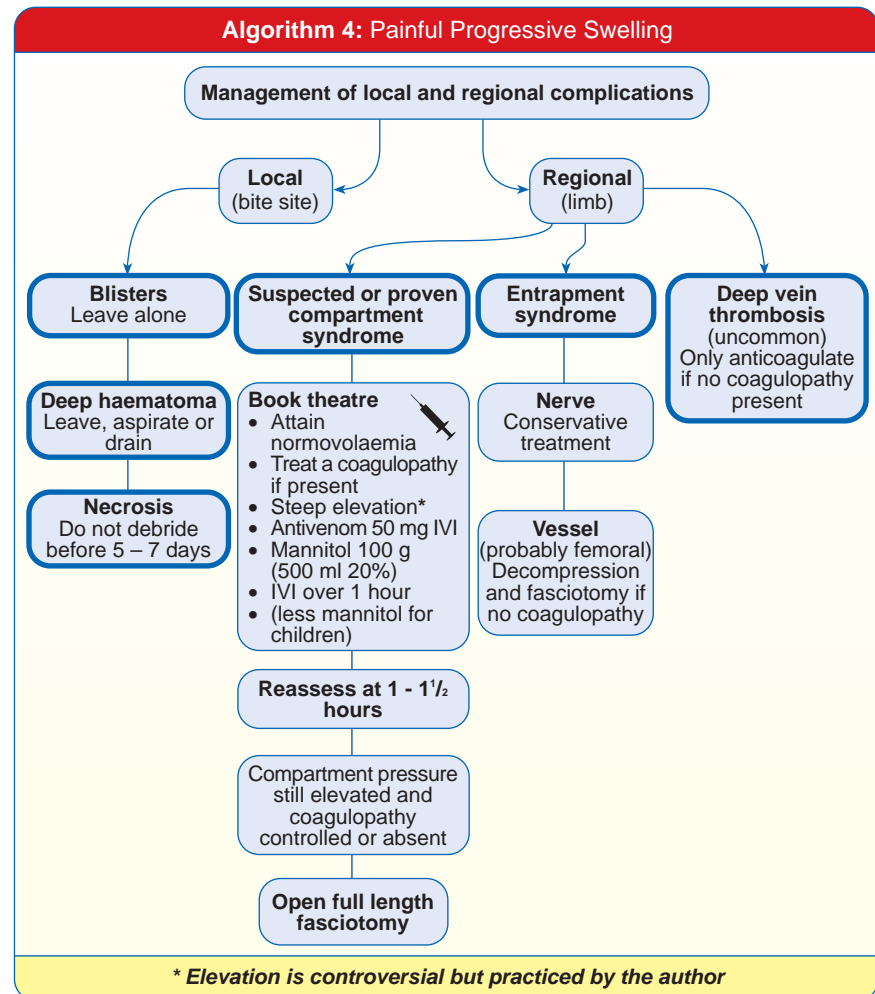 Algorithm 4: Painful Progressive Swelling
Management of local and regional complications
Local
(bite site)
Regional
(limb)
Blisters
Leave alone
Deep haematoma
Leave, aspirate or
drain
Necrosis
Do not debride
before 5 – 7 days
Suspected or proven
compartment
syndrome
Book theatre
• Attain
normovolaemia
• Treat a coagulopathy
if present
• Steep elevation*
• Antivenom 50 mg IVI
• Mannitol 100 g
(500 ml 20%)
• IVI over 1 hour
• (less mannitol for
children)
Reassess at 1 - 1 1/2
hours
Compartment pressure
still elevated and
coagulopathy
controlled or absent
Open full length
fasciotomy
Entrapment
syndrome
Nerve
Conservative
treatment
Vessel
(probably femoral)
Decompression
and fasciotomy if
no coagulopathy
Deep vein
thrombosis
(uncommon)
Only anticoagulate
if no coagulopathy
present
* Elevation is controversial but practiced by the author